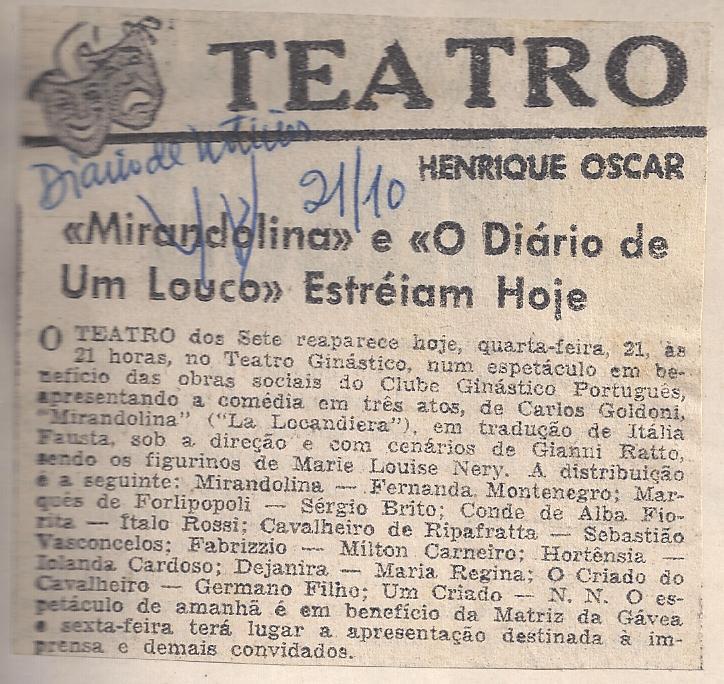 TEATRO
Diario de Notícias
21/10
HENRIQUE OSCAR
«Mirandolina» e «O Diário de
Um Louco» Estréiam Hoje
O TEATRO dos Sete reaparece hoje, quarta-feira, 21, às
21 horas, no Teatro Ginástico, num espetáculo em be-
nefício das obras sociais do Clube Ginástico Português,
apresentando a comédia em três atos, de Carlos Goldoni,
"Mirandolina" ("La Locandiera"), em tradução de Itália
Fausta, sob a direção e com cenários de Gianni Ratto,
sendo os figurinos de Marie Louise Nery. A distribuição
é a seguinte: Mirandolina — Fernanda Montenegro; Mar-
quês de Forlipopoli — Sérgio Brito; Conde de Alba Fio-
rita — Ítalo Rossi; Cavalheiro de Ripafratta — Sebastião
Vasconcelos; Fabrizzio — Milton Carneiro; Hortênsia —
Iolanda Cardoso; Dejanira — Maria Regina; O Criado do
Cavalheiro — Germano Filho; Um Criado — N. N. O es-
petáculo de amanhã é em benefício da Matriz da Gávea
e sexta-feira terá lugar a apresentação destinada à im-
prensa e demais convidados.